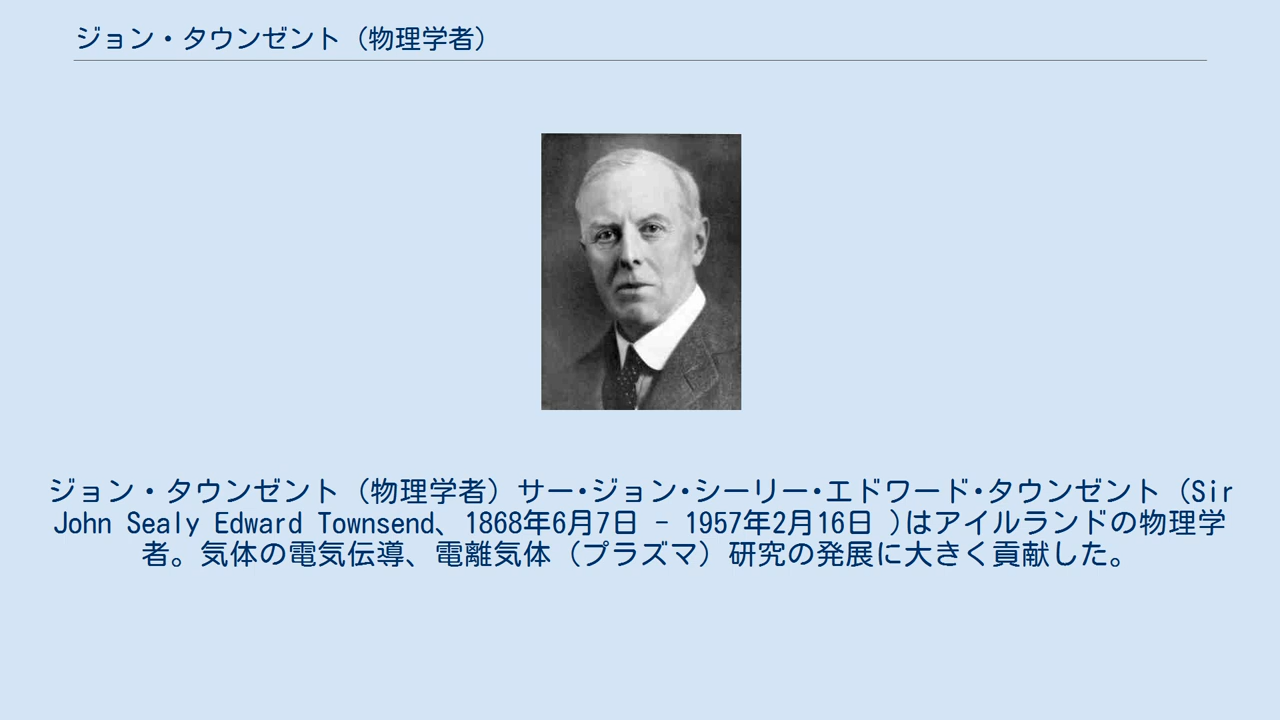 ジョン・タウンゼント（物理学者）
ジョン・タウンゼント（物理学者）サー･ジョン･シーリー･エドワード･タウンゼント（Sir
John Sealy Edward Townsend、1868年6月7日 - 1957年2月16日 )はアイルランドの物理学
者。気体の電気伝導、電離気体（プラズマ）研究の発展に大きく貢献した。